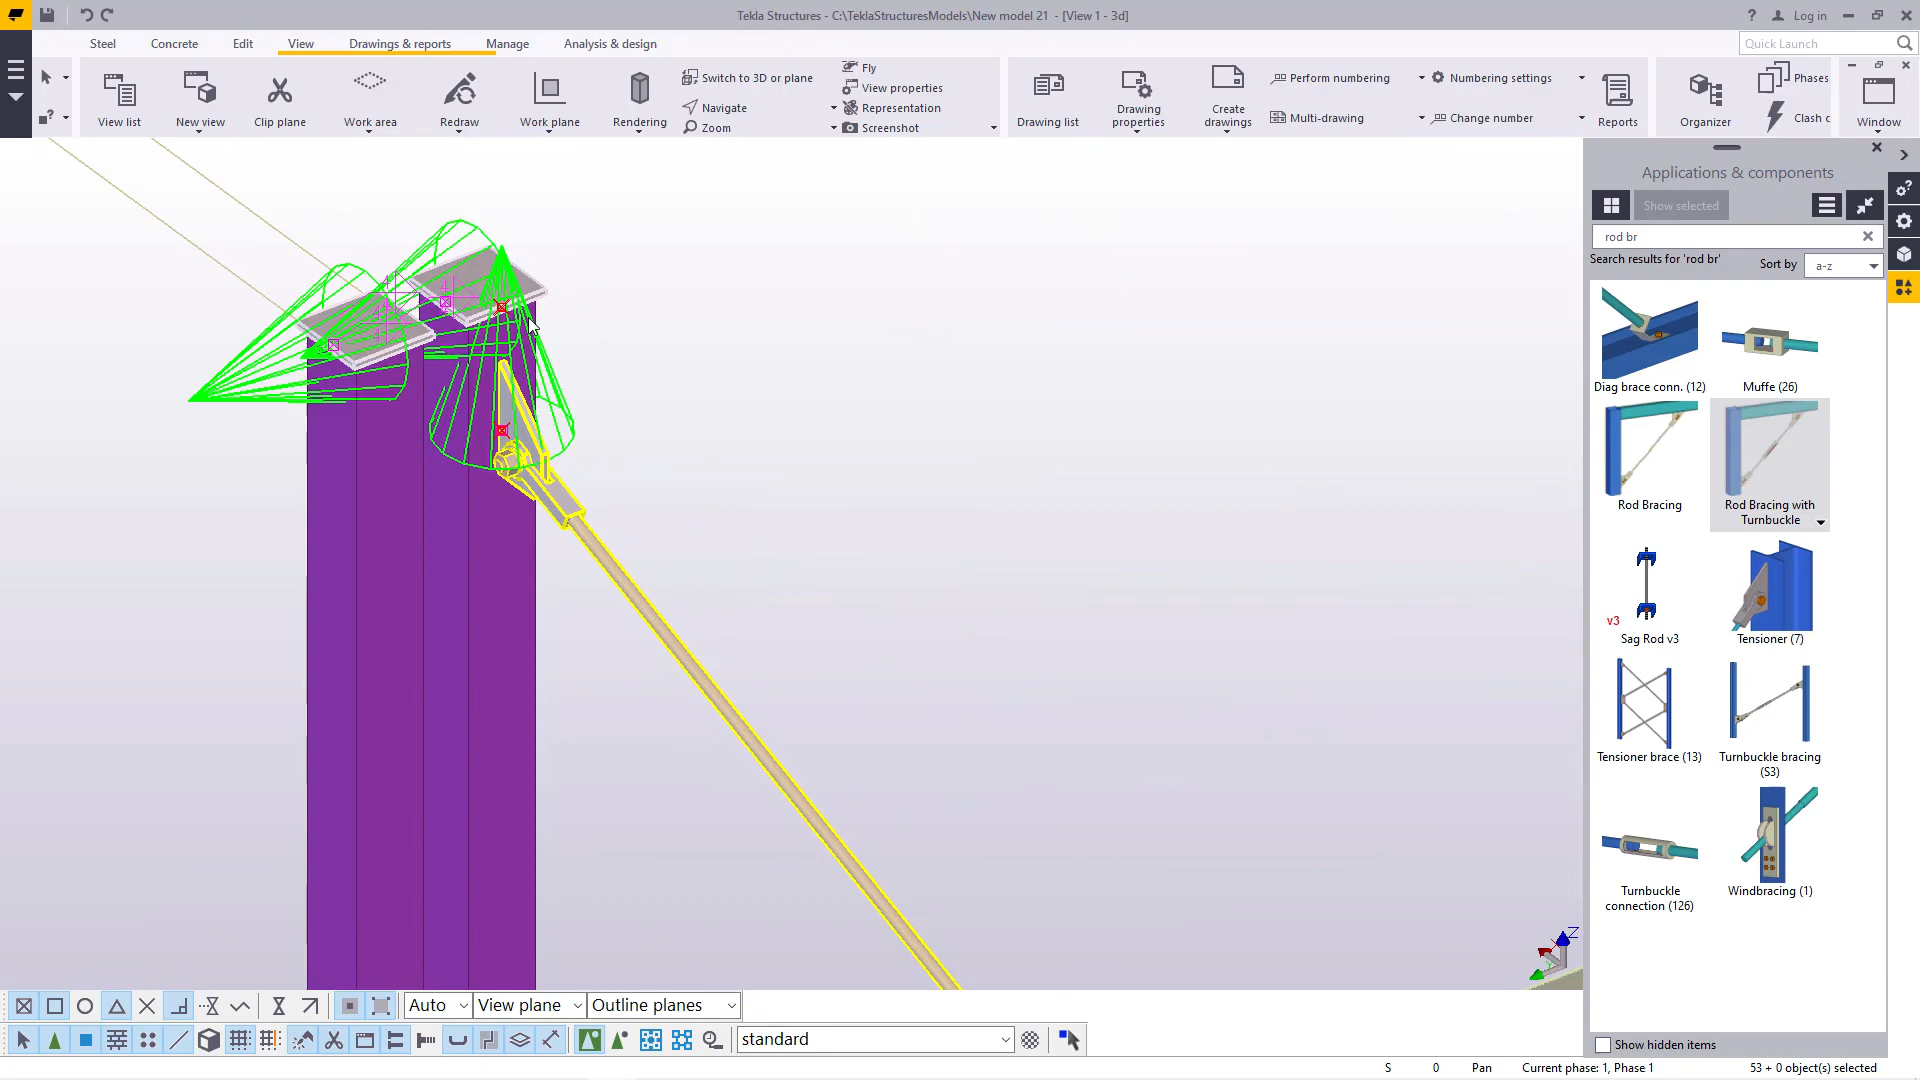 Tekla Structures - C:\TeklaStructuresModels\New model 21 - [View 1 - 3d]
? Log in
Steel Concrete Edit View Drawings & reports Manage Analysis & design
Quick Launch
View list
New view
Clip plane
Work area
Redraw
Work plane
Rendering
Switch to 3D or plane
Navigate
Zoom
Fly
View properties
Representation
Screenshot
Drawing list
Drawing
properties
Create
drawings
Perform numbering
Multi-drawing
Numbering settings
Change number
Reports
Organizer
Phases
Clash c
Window
Applications & components
Show selected
rod br
Search results for 'rod br'
Sort by
a-z
Diag brace conn. (12)
Muffe (26)
Rod Bracing
Rod Bracing with
Turnbuckle
v3
Sag Rod v3
Tensioner (7)
Tensioner brace (13)
Turnbuckle bracing
(S3)
Turnbuckle
connection (126)
Windbracing (1)
Z
Show hidden items
Auto
View plane
Outline planes
standard
S 0 Pan Current phase: 1, Phase 1 53 + 0 object(s) selected